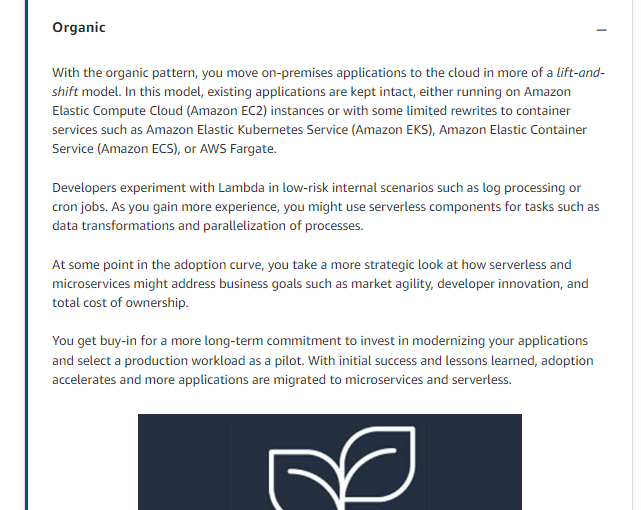 Organic
With the organic pattern, you move on-premises applications to the cloud in more of a lift-and-
shift model. In this model, existing applications are kept intact, either running on Amazon
Elastic Compute Cloud (Amazon EC2) instances or with some limited rewrites to container
services such as Amazon Elastic Kubernetes Service (Amazon EKS), Amazon Elastic Container
Service (Amazon ECS), or AWS Fargate.
Developers experiment with Lambda in low-risk internal scenarios such as log processing or
cron jobs. As you gain more experience, you might use serverless components for tasks such as
data transformations and parallelization of processes.
At some point in the adoption curve, you take a more strategic look at how serverless and
microservices might address business goals such as market agility, developer innovation, and
total cost of ownership.
You get buy-in for a more long-term commitment to invest in modernizing your applications
and select a production workload as a pilot. With initial success and lessons learned, adoption
accelerates and more applications are migrated to microservices and serverless.